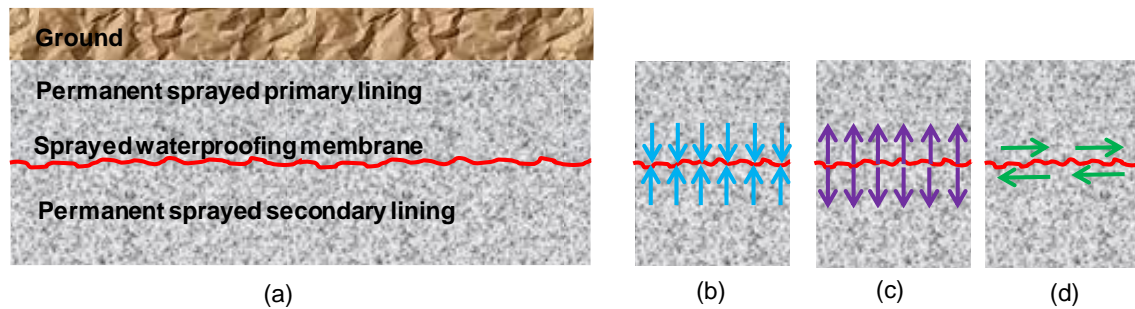 Ground
Permanent sprayed primary lining
Sprayed waterproofing membrane
Permanent sprayed secondary lining
(a)
(b)
(c)
(d)